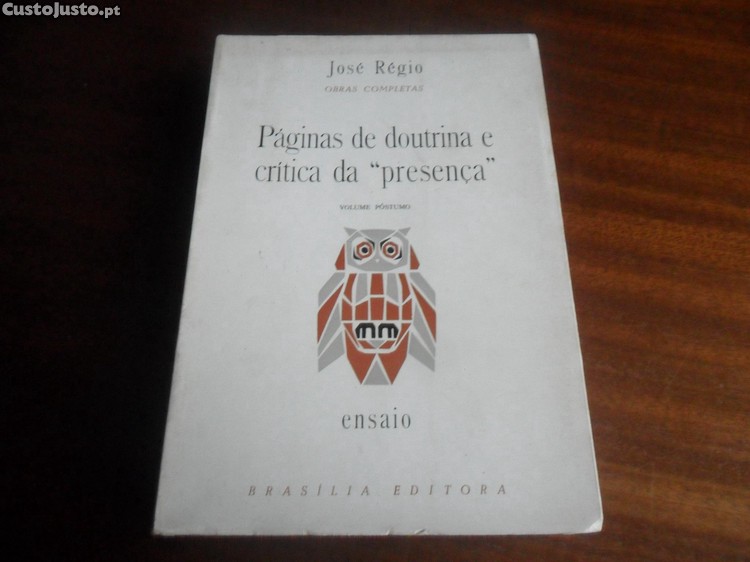 CustoJusto.pt
José Régio
OBRAS COMPLETAS
Páginas de doutrina e
crítica da “presença”
VOLUME PÓSTUMO
ensaio
BRASÍLIA EDITORA